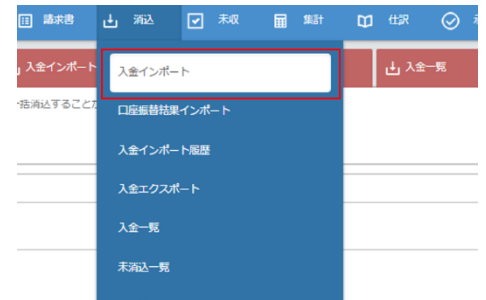 請求書 消込 未収 集計 仕訳
入金インポート 入金一覧
入金インポート
括消込することが
口座振替結果インポート
入金インポート履歴
入金エクスポート
入金一覧
未消込一覧